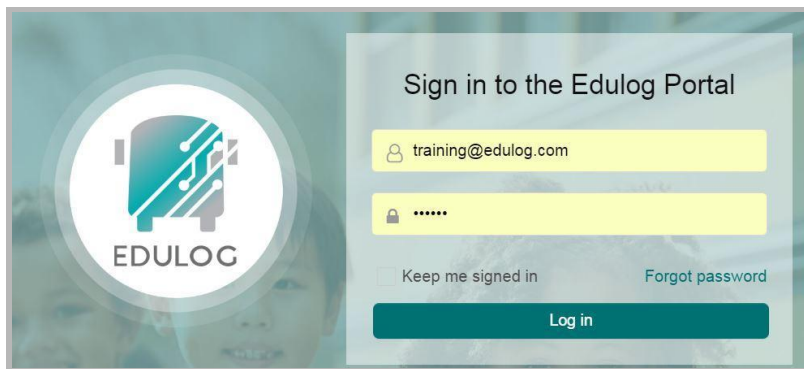 Sign in to the Edulog Portal
training@edulog.com
••••••
EDULOG
Keep me signed in
Forgot password
Log in